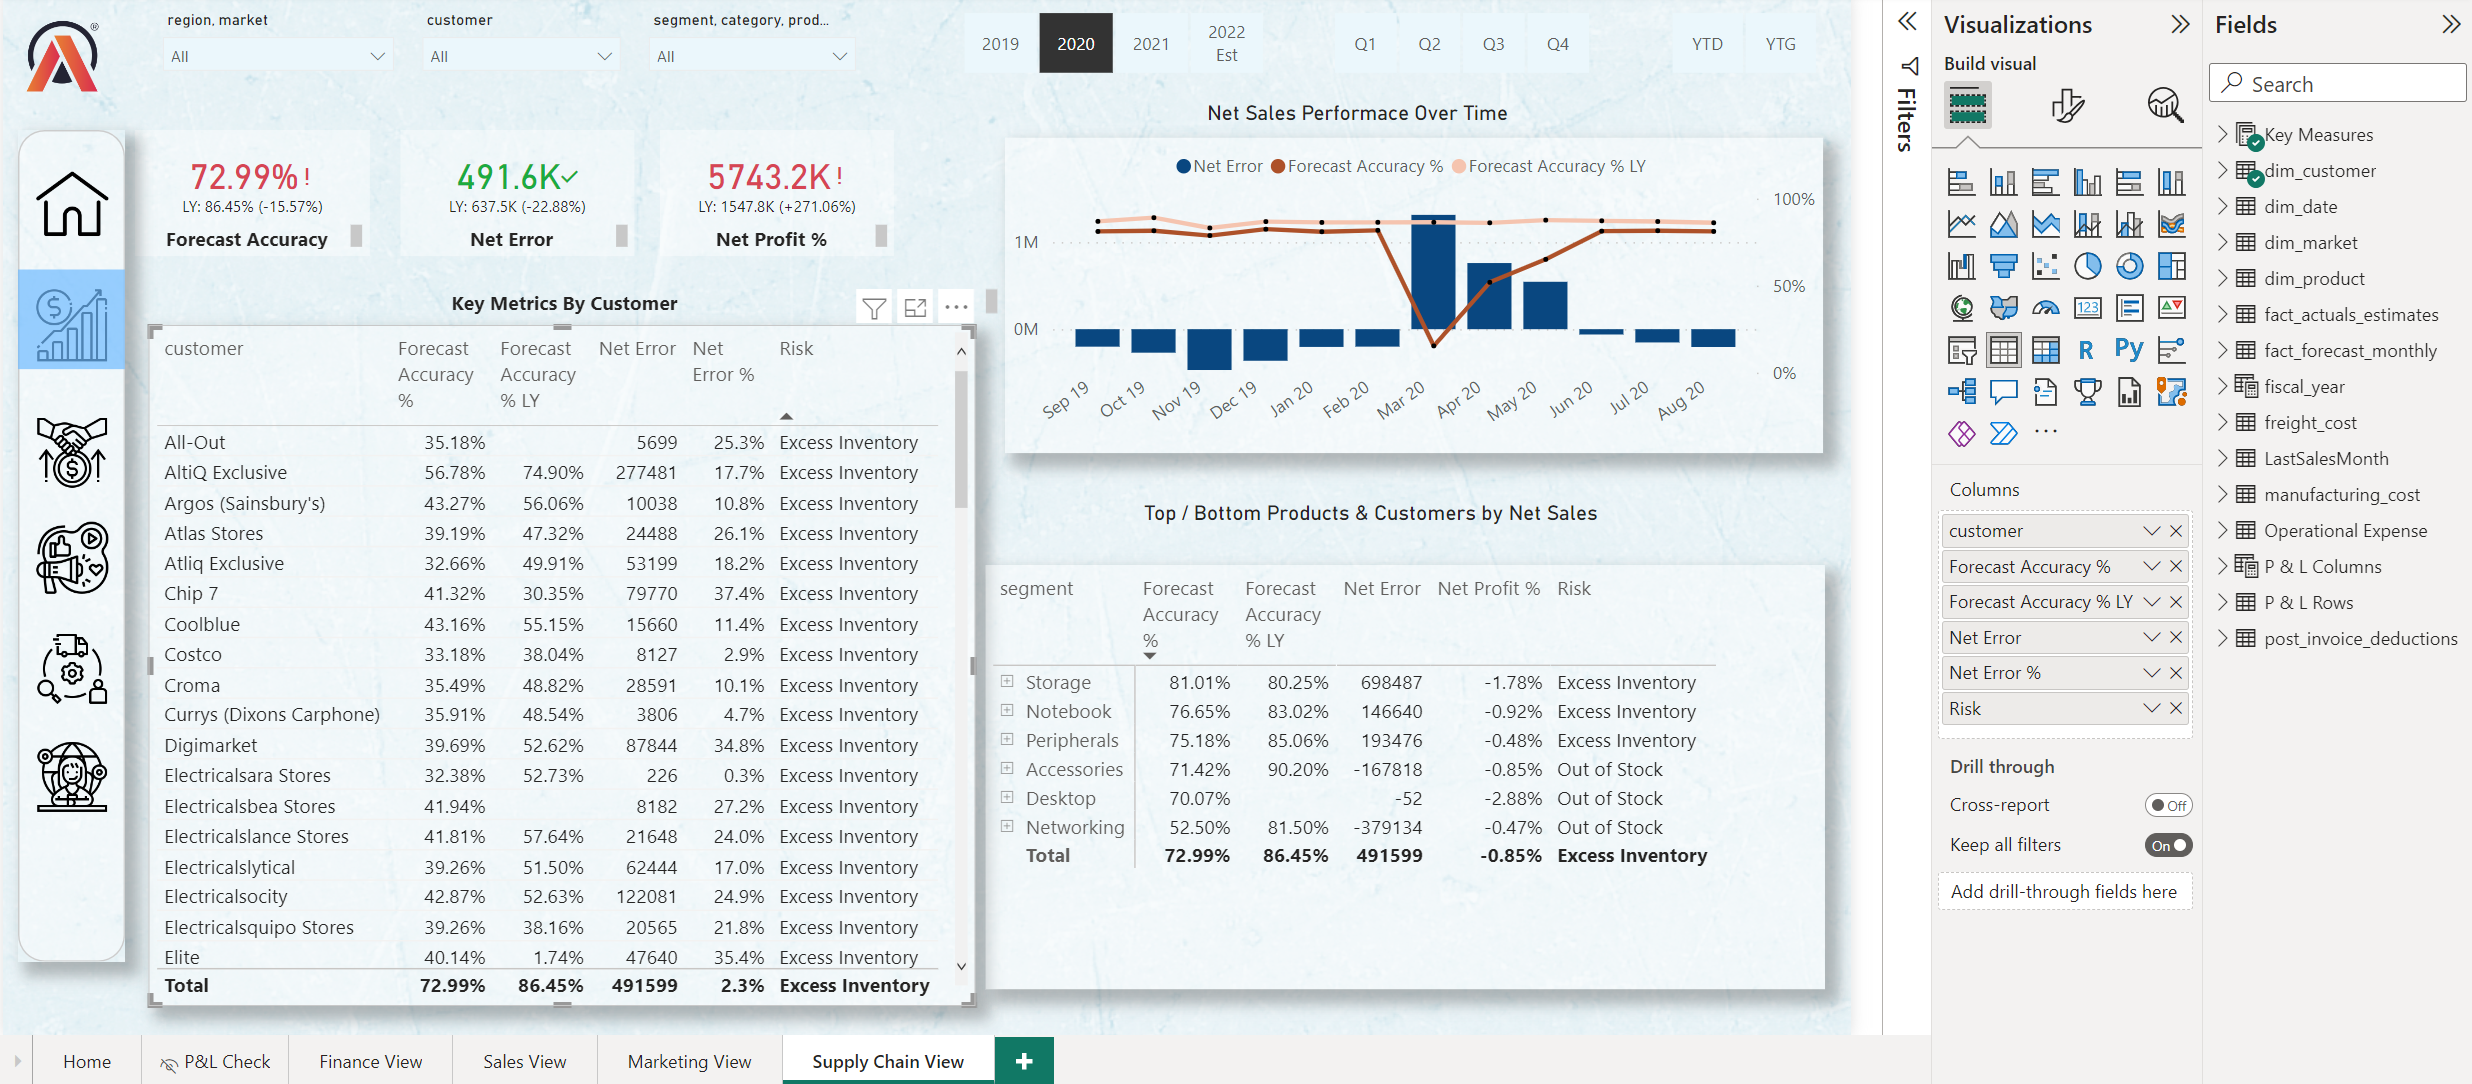 region, market
customer
segment, category, prod...
All
All
All
2019
2020
2021
2022 Est
Q1
Q2
Q3
Q4
YTD
YTG
72.99%!
LY: 86.45% (-15.57%)
Forecast Accuracy
491.6K
LY: 637.5K (-22.88%)
Net Error
5743.2K!
LY: 1547.8K (+271.06%)
Net Profit %
Key Metrics By Customer
customer Forecast Accuracy % Forecast Accuracy % LY Net Error Net Error % Risk
All-Out 35.18% 5699 25.3% Excess Inventory
AltiQ Exclusive 56.78% 74.90% 277481 17.7% Excess Inventory
Argos (Sainsbury's) 43.27% 56.06% 10038 10.8% Excess Inventory
Atlas Stores 39.19% 47.32% 24488 26.1% Excess Inventory
Atliq Exclusive 32.66% 49.91% 53199 18.2% Excess Inventory
Chip 7 41.32% 30.35% 79770 37.4% Excess Inventory
Coolblue 43.16% 55.15% 15660 11.4% Excess Inventory
Costco 33.18% 38.04% 8127 2.9% Excess Inventory
Croma 35.49% 48.82% 28591 10.1% Excess Inventory
Currys (Dixons Carphone) 35.91% 48.54% 3806 4.7% Excess Inventory
Digimarket 39.69% 52.62% 87844 34.8% Excess Inventory
Electricalsara Stores 32.38% 52.73% 226 0.3% Excess Inventory
Electricalsbea Stores 41.94% 8182 27.2% Excess Inventory
Electricalslance Stores 41.81% 57.64% 21648 24.0% Excess Inventory
Electricalslytical 39.26% 51.50% 62444 17.0% Excess Inventory
Electricalsocity 42.87% 52.63% 122081 24.9% Excess Inventory
Electricalsquipo Stores 39.26% 38.16% 20565 21.8% Excess Inventory
Elite 40.14% 1.74% 47640 35.4% Excess Inventory
Total 72.99% 86.45% 491599 2.3% Excess Inventory
Net Sales Performace Over Time
Net Error Forecast Accuracy % Forecast Accuracy % LY
100%
1M
50%
0M
0%
Sep 19 Oct 19 Nov 19 Dec 19 Jan 20 Feb 20 Mar 20 Apr 20 May 20 Jun 20 Jul 20 Aug 20
Top / Bottom Products & Customers by Net Sales
segment Forecast Accuracy % Forecast Accuracy % LY Net Error Net Profit % Risk
Storage 81.01% 80.25% 698487 -1.78% Excess Inventory
Notebook 76.65% 83.02% 146640 -0.92% Excess Inventory
Peripherals 75.18% 85.06% 193476 -0.48% Excess Inventory
Accessories 71.42% 90.20% -167818 -0.85% Out of Stock
Desktop 70.07% -52 -2.88% Out of Stock
Networking 52.50% 81.50% -379134 -0.47% Out of Stock
Total 72.99% 86.45% 491599 -0.85% Excess Inventory
Home
P&L Check
Finance View
Sales View
Marketing View
Supply Chain View
+
Filters
Visualizations
Build visual
123
R
Py
Columns
customer
Forecast Accuracy %
Forecast Accuracy % LY
Net Error
Net Error %
Risk
Drill through
Cross-report Off
Keep all filters On
Add drill-through fields here
Fields
Search
Key Measures
dim_customer
dim_date
dim_market
dim_product
fact_actuals_estimates
fact_forecast_monthly
fiscal_year
freight_cost
LastSalesMonth
manufacturing_cost
Operational Expense
P & L Columns
P & L Rows
post_invoice_deductions